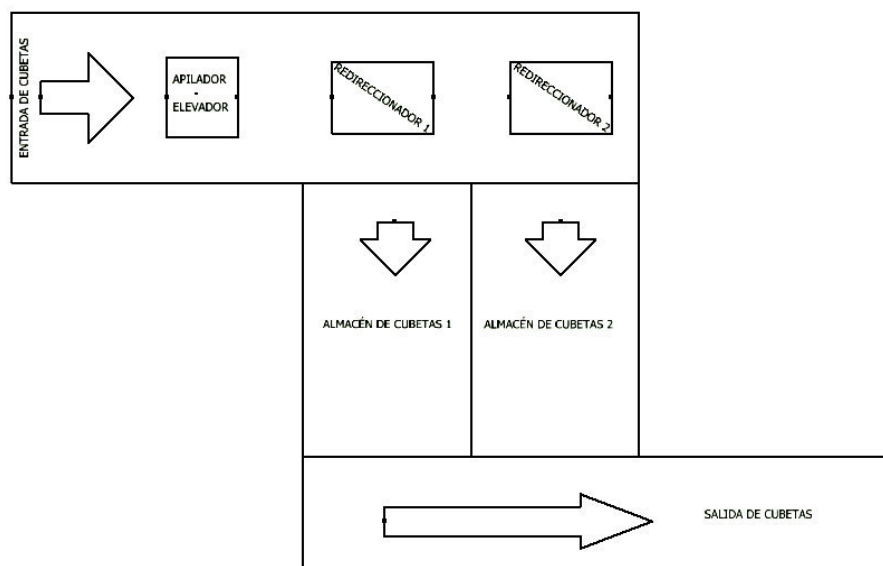 ENTRADA DE CUBETAS
APILADOR
-
ELEVADOR
REDIRECCIONADOR 1
REDIRECCIONADOR 2
ALMACÉN DE CUBETAS 1
ALMACÉN DE CUBETAS 2
SALIDA DE CUBETAS